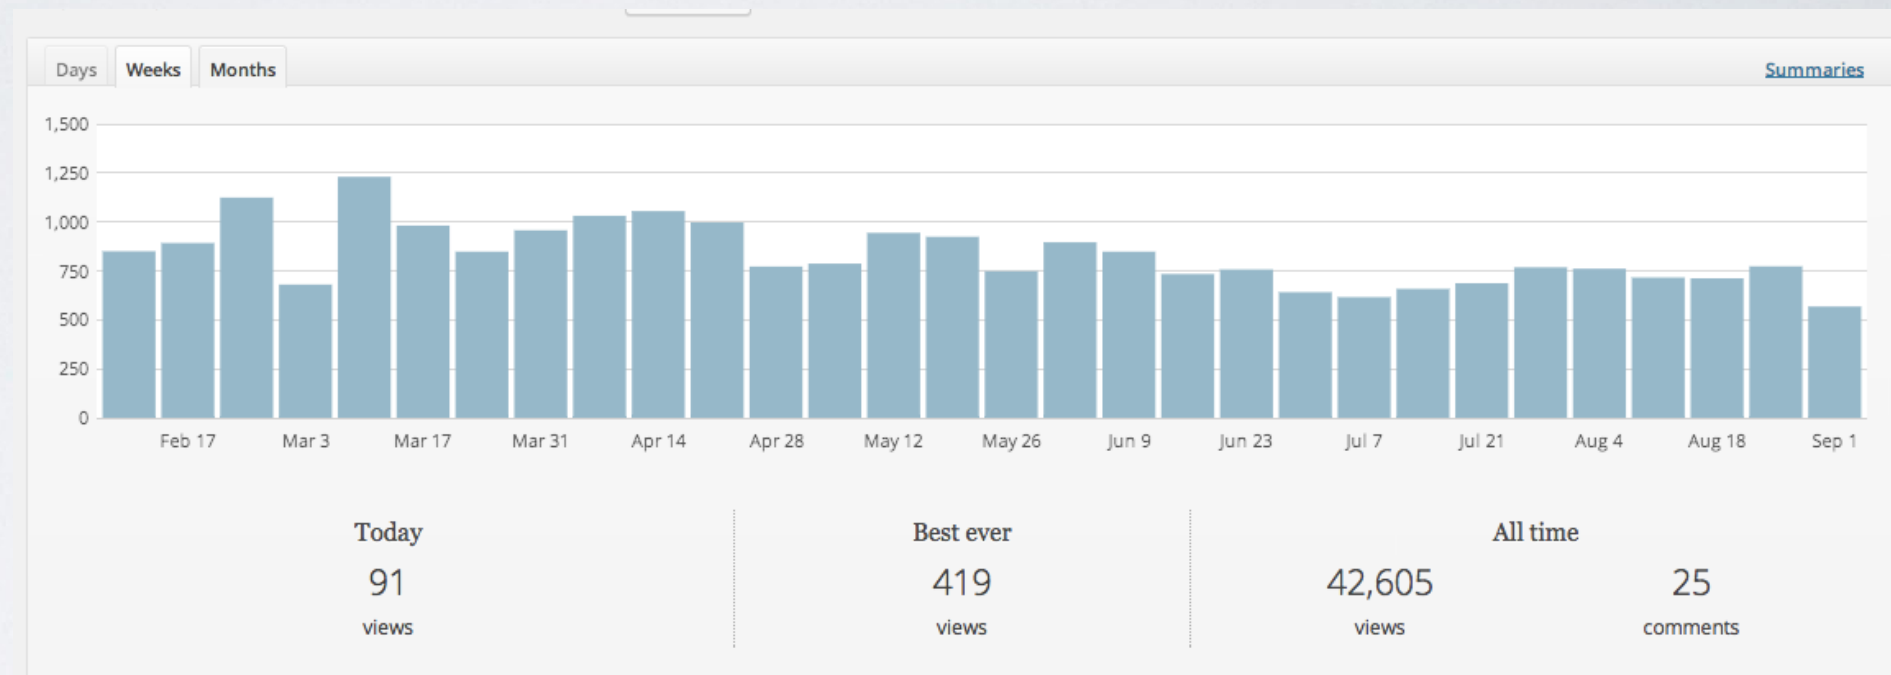 Days Weeks Months Summaries
1,500
1,250
1,000
750
500
250
0
Feb 17 Mar 3 Mar 17 Mar 31 Apr 14 Apr 28 May 12 May 26 Jun 9 Jun 23 Jul 7 Jul 21 Aug 4 Aug 18 Sep 1
Today Best ever All time
91 419 42,605 25
views views views comments